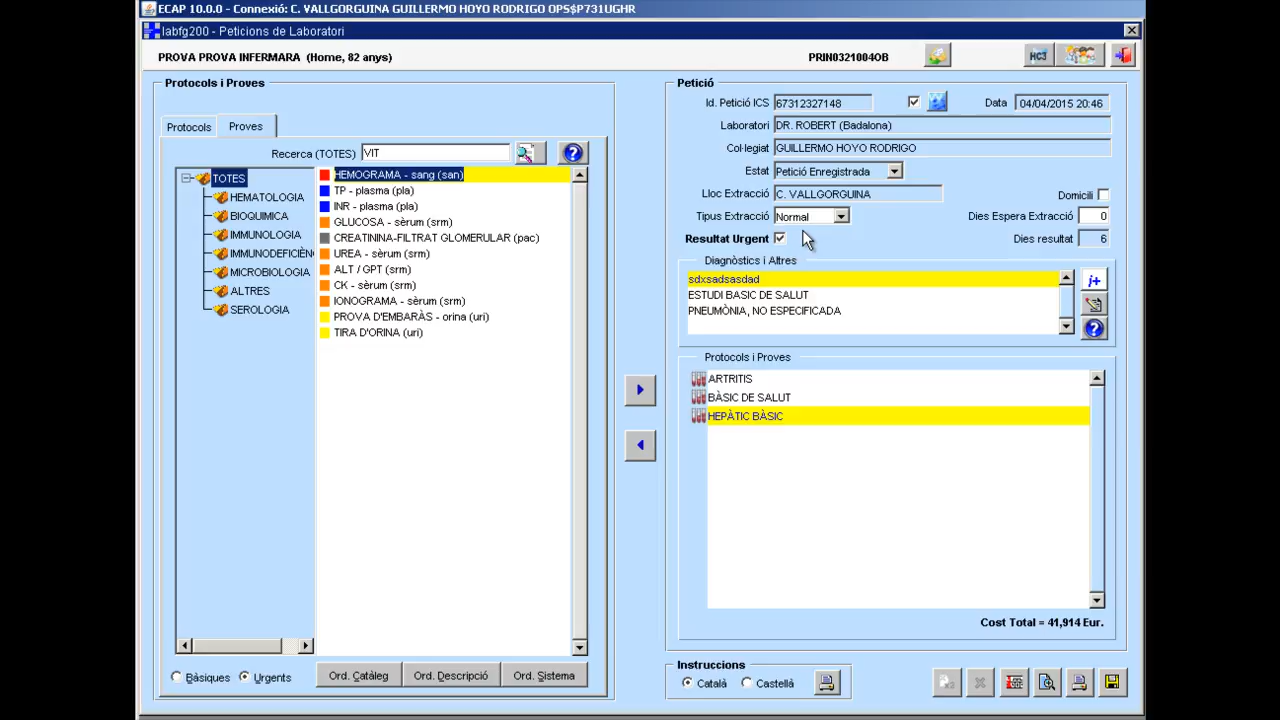 ECAP 10.0.0 - Connexió: C. VALLGORGUINA GUILLERMO HOYO RODRIGO OPS$P731UGHR
labfg200 - Peticions de Laboratori
PROVA PROVA INFERMARA (Home, 82 anys)
PRIN0321004OB
HC3
Protocols i Proves
Protocols
Proves
Recerca (TOTES)
VIT
TOTES
HEMATOLOGIA
BIOQUIMICA
IMMUNOLOGIA
IMMUNODEFICIÈN
MICROBIOLOGIA
ALTRES
SEROLOGIA
HEMOGRAMA - sang (san)
TP - plasma (pla)
INR - plasma (pla)
GLUCOSA - sèrum (srm)
CREATININA-FILTRAT GLOMERULAR (pac)
UREA - sèrum (srm)
ALT / GPT (srm)
CK - sèrum (srm)
IONOGRAMA - sèrum (srm)
PROVA D'EMBARÀS - orina (uri)
TIRA D'ORINA (uri)
Bàsiques
Urgents
Ord. Catàleg
Ord. Descripció
Ord. Sistema
Petició
Id. Petició ICS
67312327148
Data
04/04/2015 20:46
Laboratori
DR. ROBERT (Badalona)
Col·legiat
GUILLERMO HOYO RODRIGO
Estat
Petició Enregistrada
Lloc Extracció
C. VALLGORGUINA
Domicili
Tipus Extracció
Normal
Dies Espera Extracció
0
Resultat Urgent
Dies resultat
6
Diagnòstics i Altres
sdxsadsasdad
ESTUDI BASIC DE SALUT
PNEUMÒNIA, NO ESPECIFICADA
i+
Protocols i Proves
ARTRITIS
BÀSIC DE SALUT
HEPÀTIC BÀSIC
Cost Total = 41,914 Eur.
Instruccions
Català
Castellà